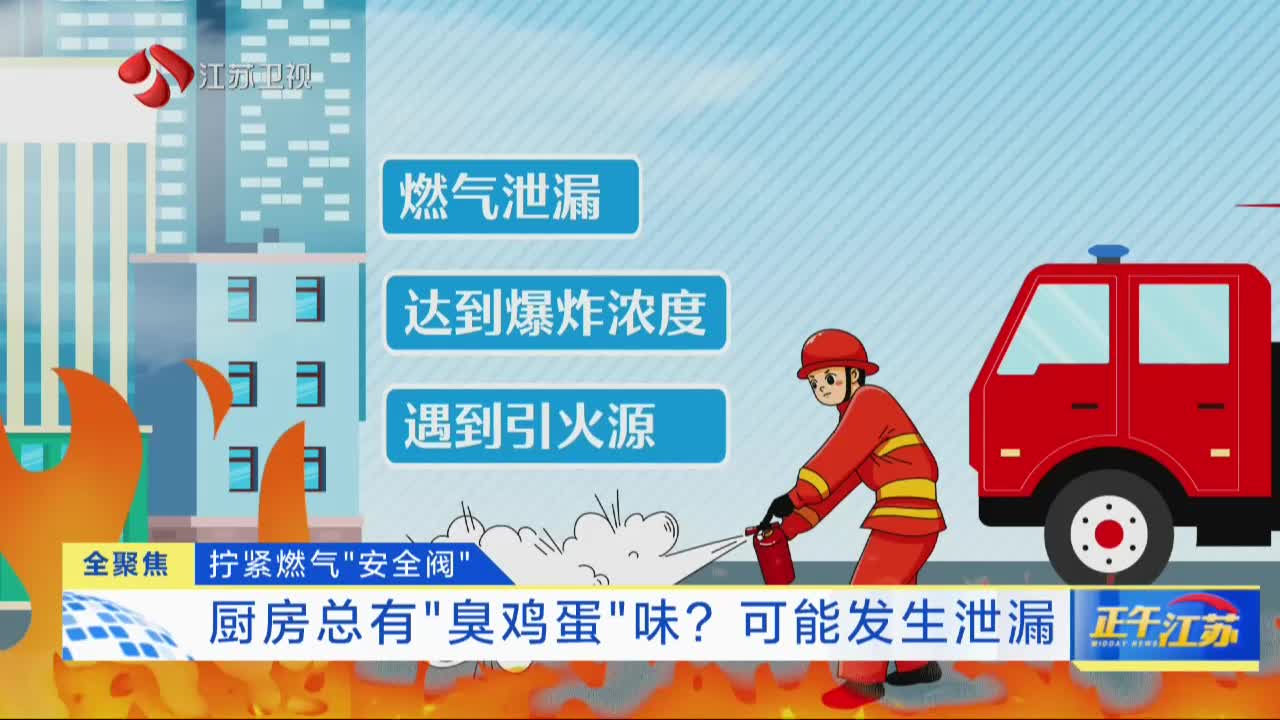 江苏卫视
燃气泄漏
达到爆炸浓度
遇到引火源
全聚焦
拧紧燃气"安全阀"
厨房总有"臭鸡蛋"味？可能发生泄漏
正午江苏
MIDDAY NEWS